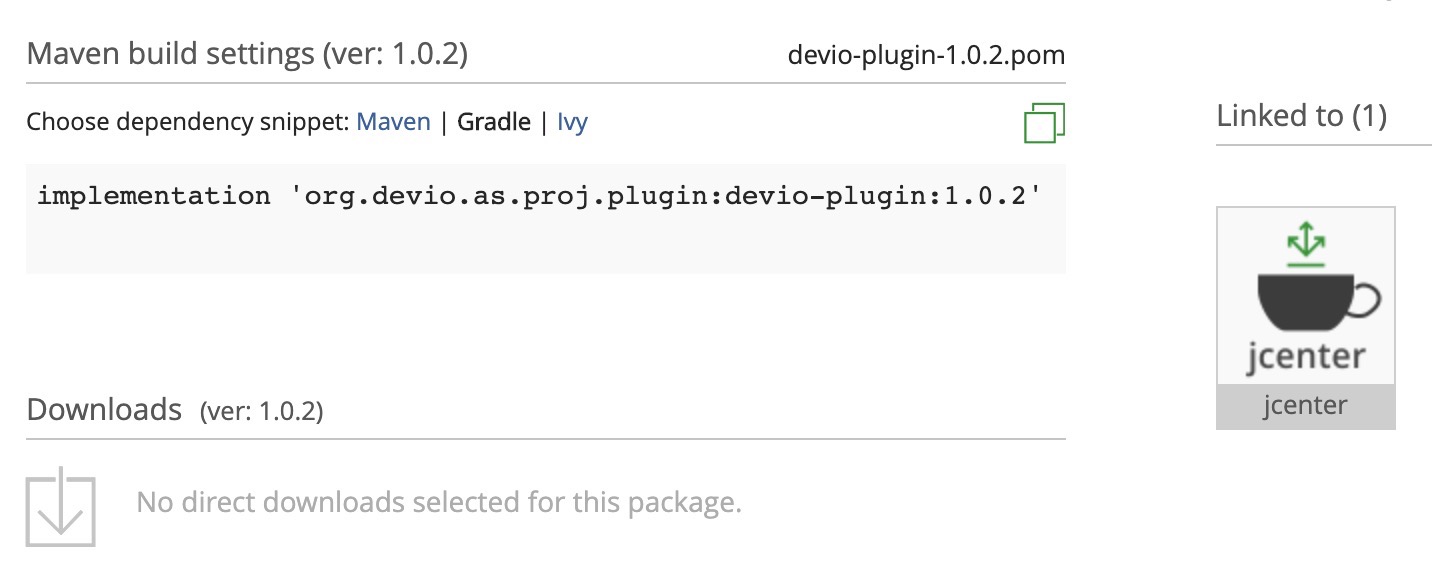 Maven build settings (ver: 1.0.2)
devio-plugin-1.0.2.pom
Choose dependency snippet: Maven | Gradle | Ivy
implementation 'org.devio.as.proj.plugin:devio-plugin:1.0.2'
Downloads (ver: 1.0.2)
No direct downloads selected for this package.
Linked to (1)
jcenter
jcenter